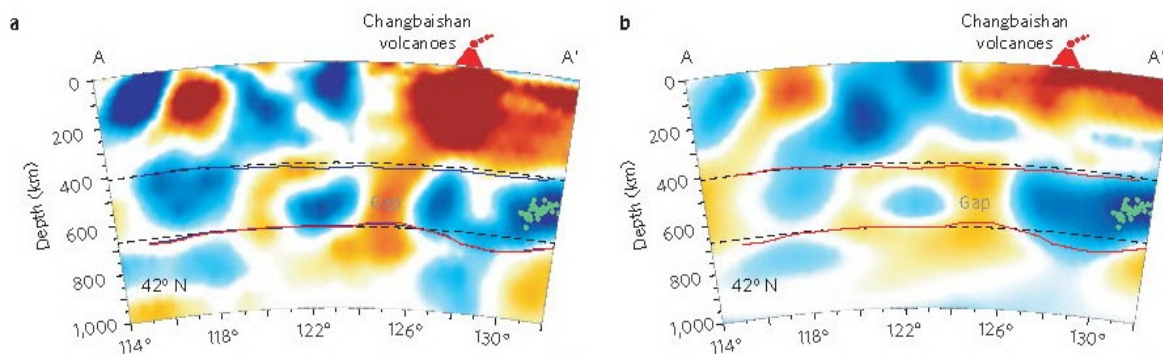 a
Changbaishan
volcanoes
A
A'
0
200
400
600
800
1,000
Depth (km)
Gap
42° N
114°
118°
122°
126°
130°
b
Changbaishan
volcanoes
A
A'
0
200
400
600
800
1,000
Depth (km)
Gap
42° N
114°
118°
122°
126°
130°